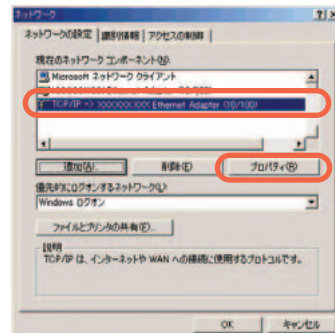 ネットワーク
ネットワークの設定 識別情報 アクセスの制御
現在のネットワーク コンポーネント(N):
Microsoft ネットワーク クライアント
TCP/IP -> XXXXXXXXX Ethernet Adapter (10/100)
追加(A)... 削除(E) プロパティ(R)
優先的にログオンするネットワーク(L):
Windows ログオン
ファイルとプリンタの共有(F)...
説明
TCP/IP は、インターネットや WAN への接続に使用するプロトコルです。
OK キャンセル